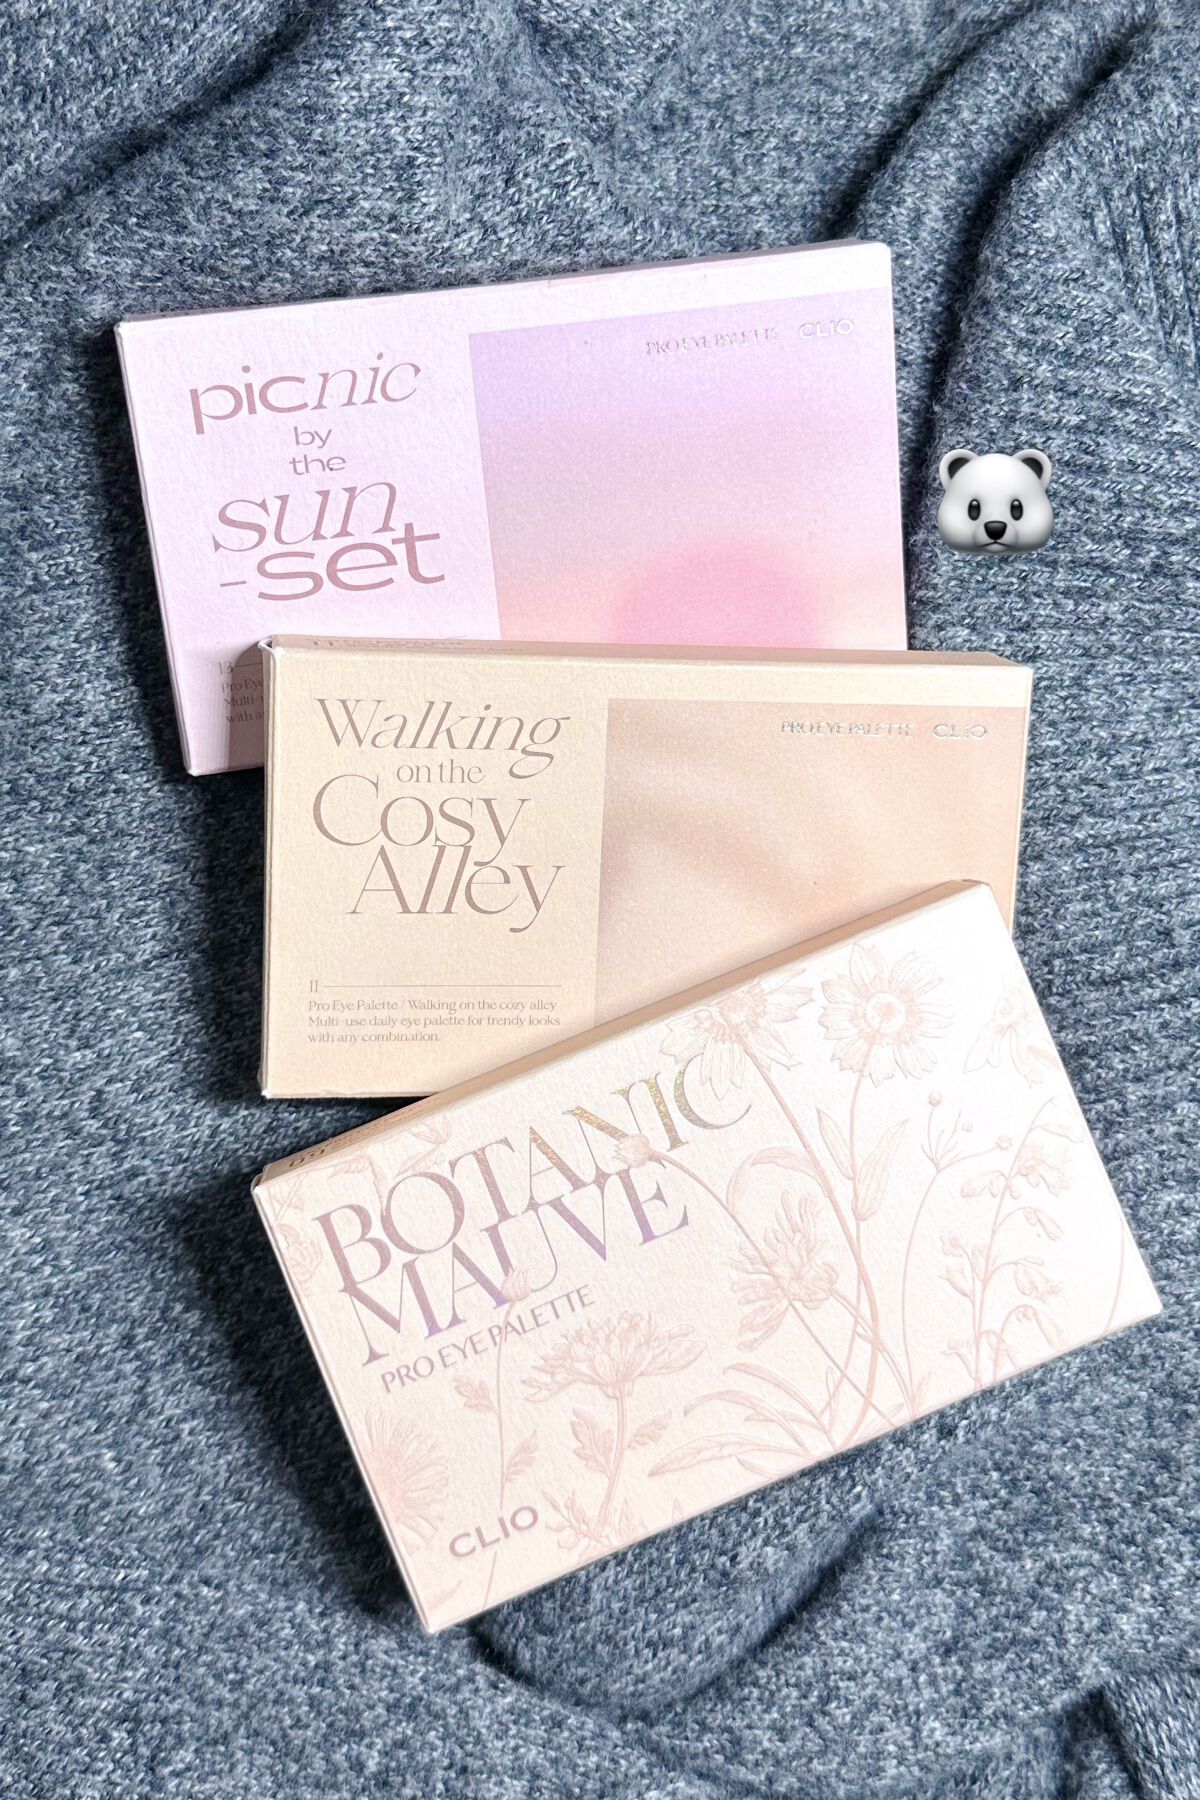 picnic
by
the
sun
-set
PRO EYE PALETTE CLIO
13
Pro Eye
Multi
with a
Walking
on the
Cosy
Alley
PRO EYE PALETTE CLIO
11
Pro Eye Palette / Walking on the cozy alley
Multi-use daily eye palette for trendy looks
with any combination.
BOTANIC
MAUVE
PRO EYE PALETTE
CLIO